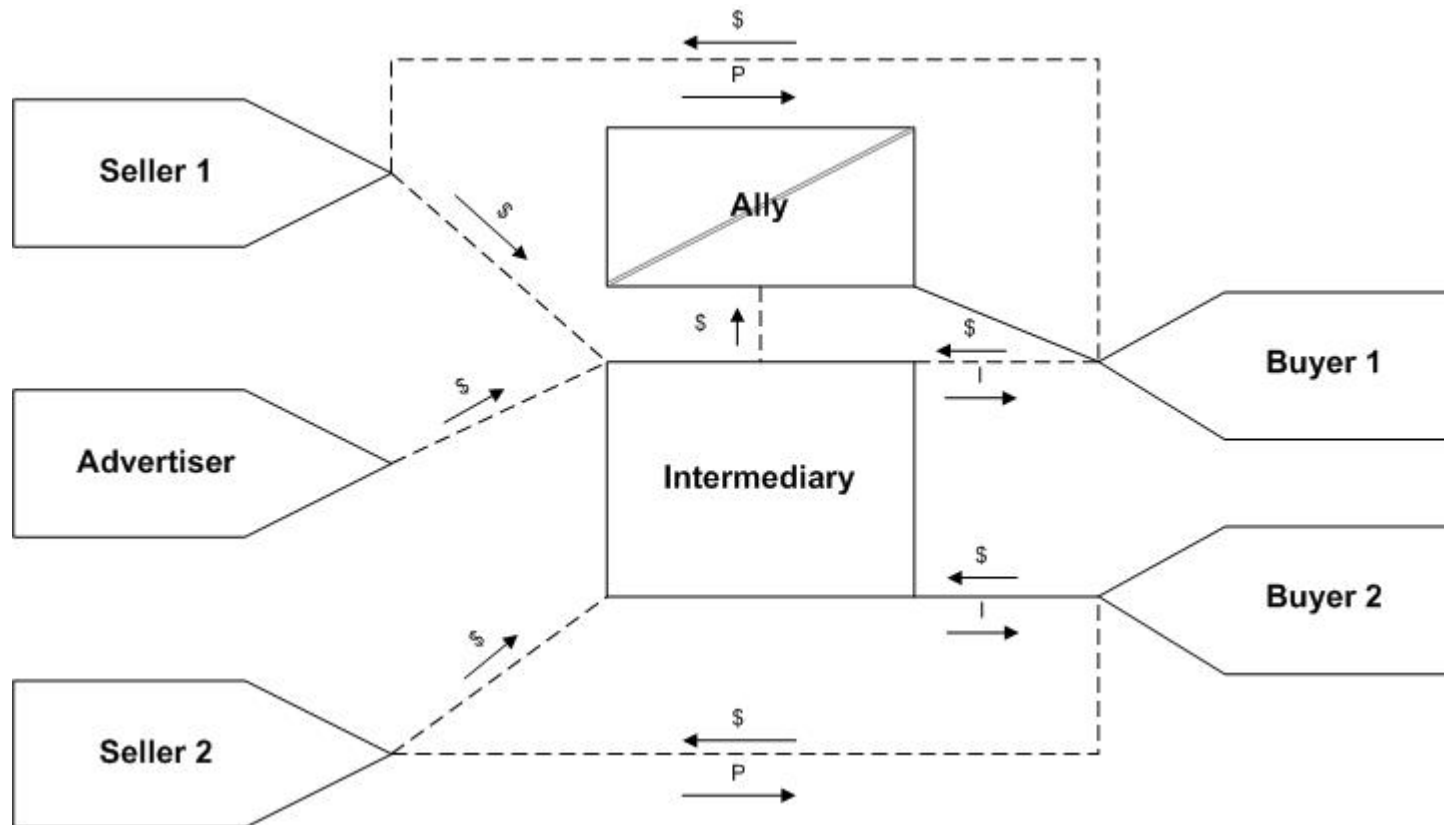 $
P
Seller 1
$
Ally
$
$
I
Buyer 1
$
Advertiser
Intermediary
$
I
Buyer 2
$
Seller 2
$
P